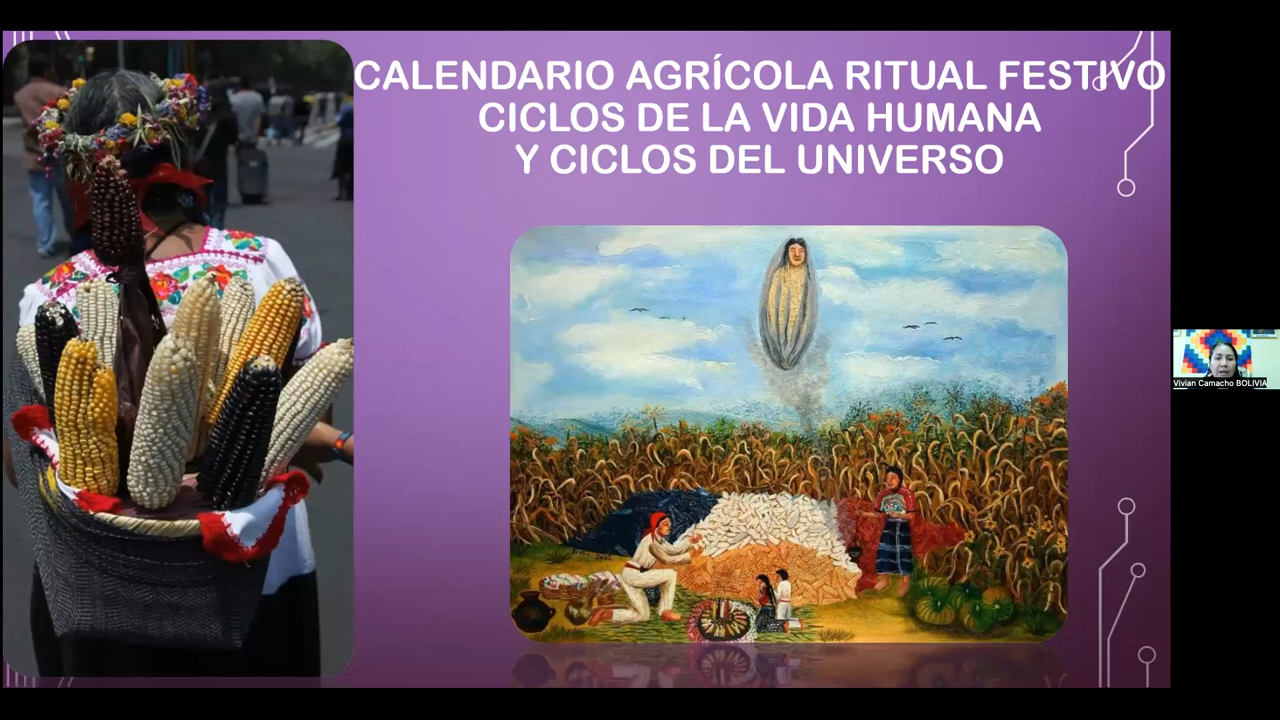 CALENDARIO AGRÍCOLA RITUAL FESTIVO
CICLOS DE LA VIDA HUMANA
Y CICLOS DEL UNIVERSO
Vivian Camacho BOLIVIA